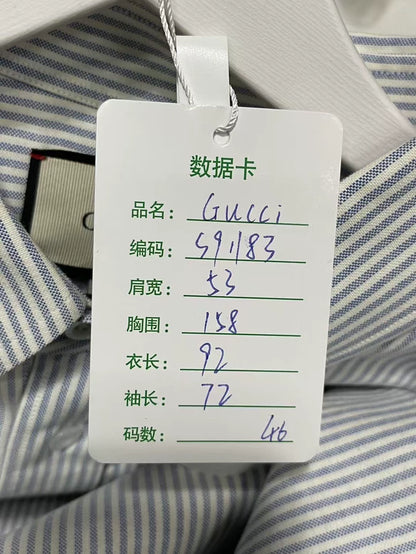 数据卡
品名：Gucci
编码：591183
肩宽：53
胸围：158
衣长：92
袖长：72
码数：46
G